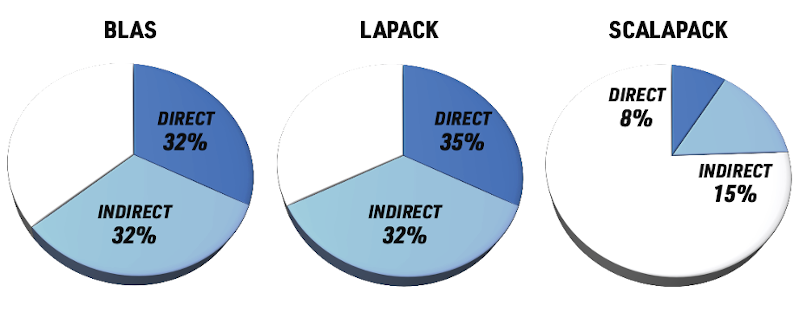 BLAS
DIRECT
32%
INDIRECT
32%
LAPACK
DIRECT
35%
INDIRECT
32%
SCALAPACK
DIRECT
8%
INDIRECT
15%